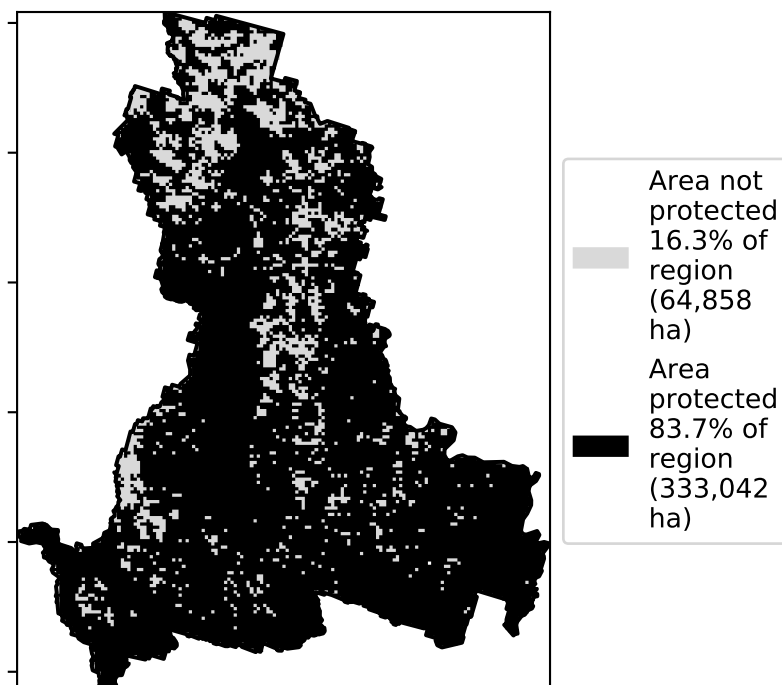 Area not
protected
16.3% of
region
(64,858
ha)
Area
protected
83.7% of
region
(333,042
ha)